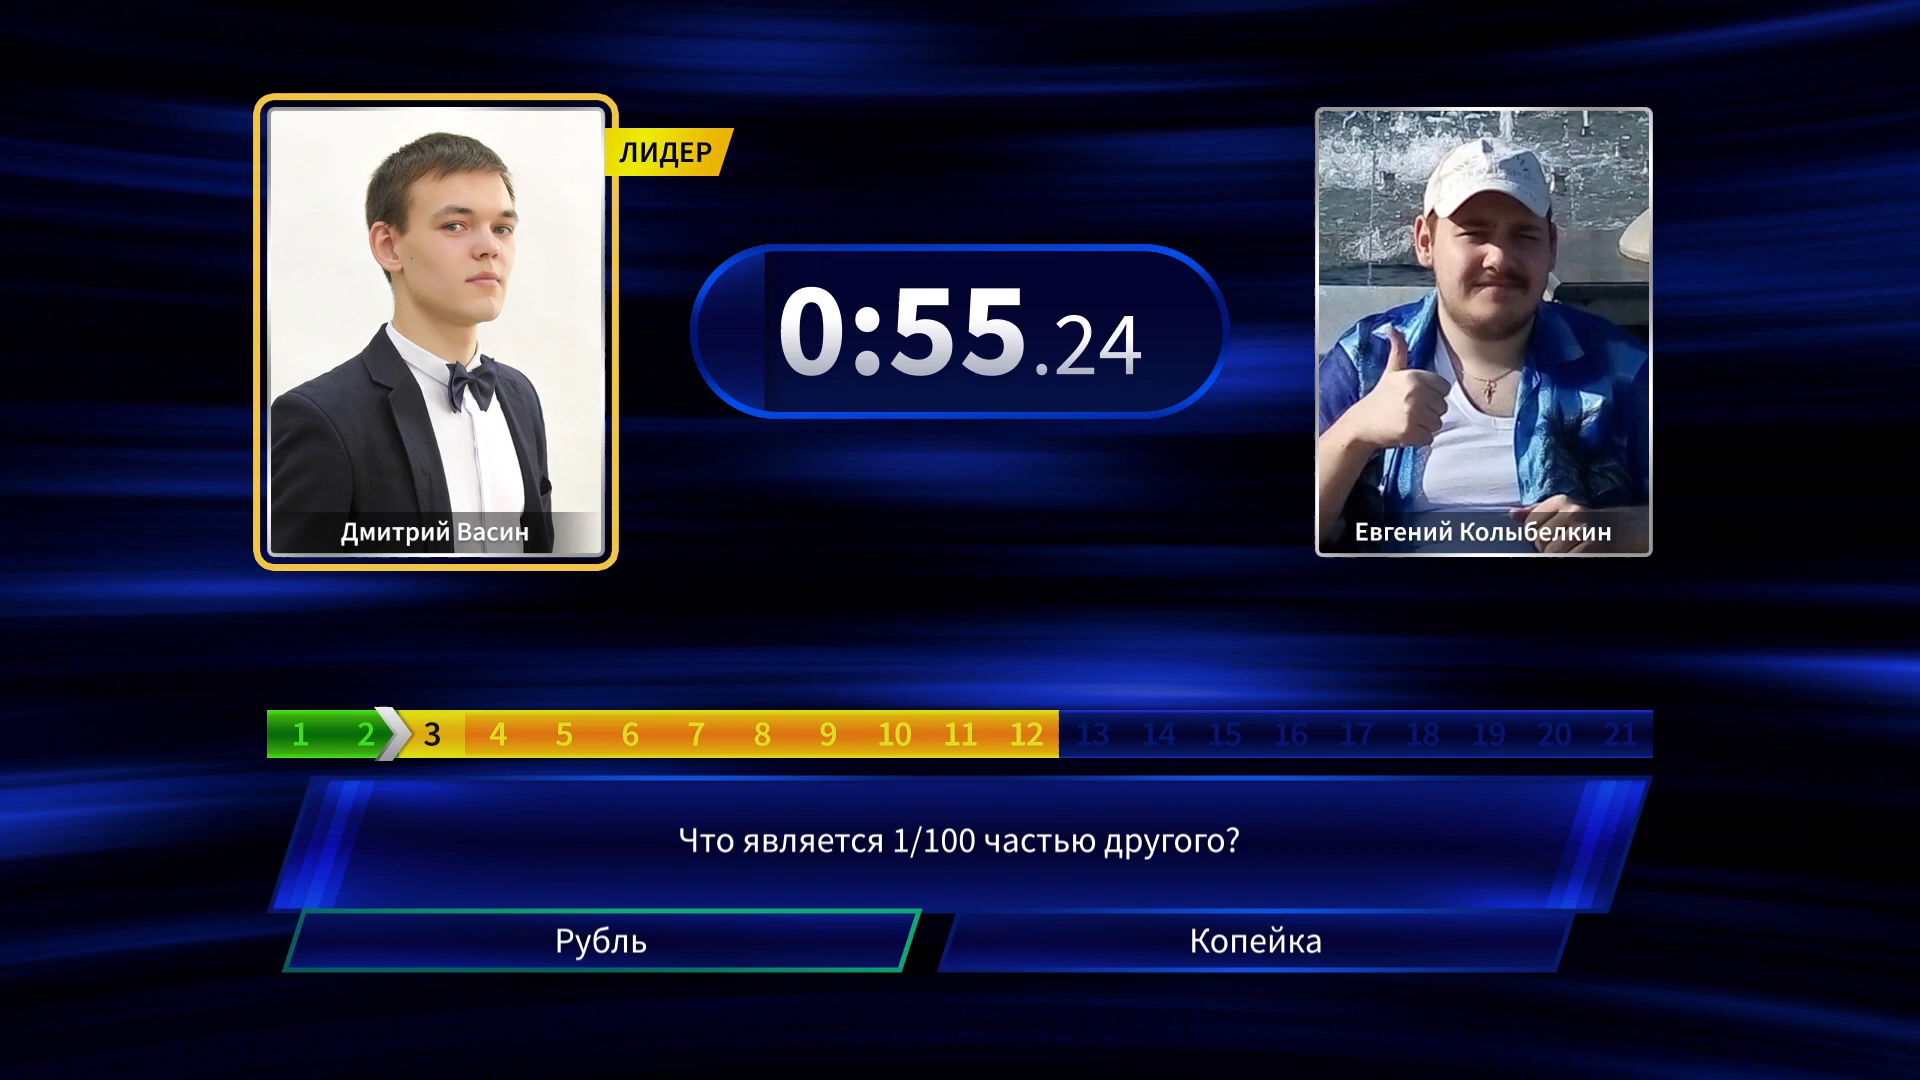 ЛИДЕР
0:55.24
Дмитрий Васин
Евгений Колыбелкин
1 2 3 4 5 6 7 8 9 10 11 12 13 14 15 16 17 18 19 20 21
Что является 1/100 частью другого?
Рубль
Копейка